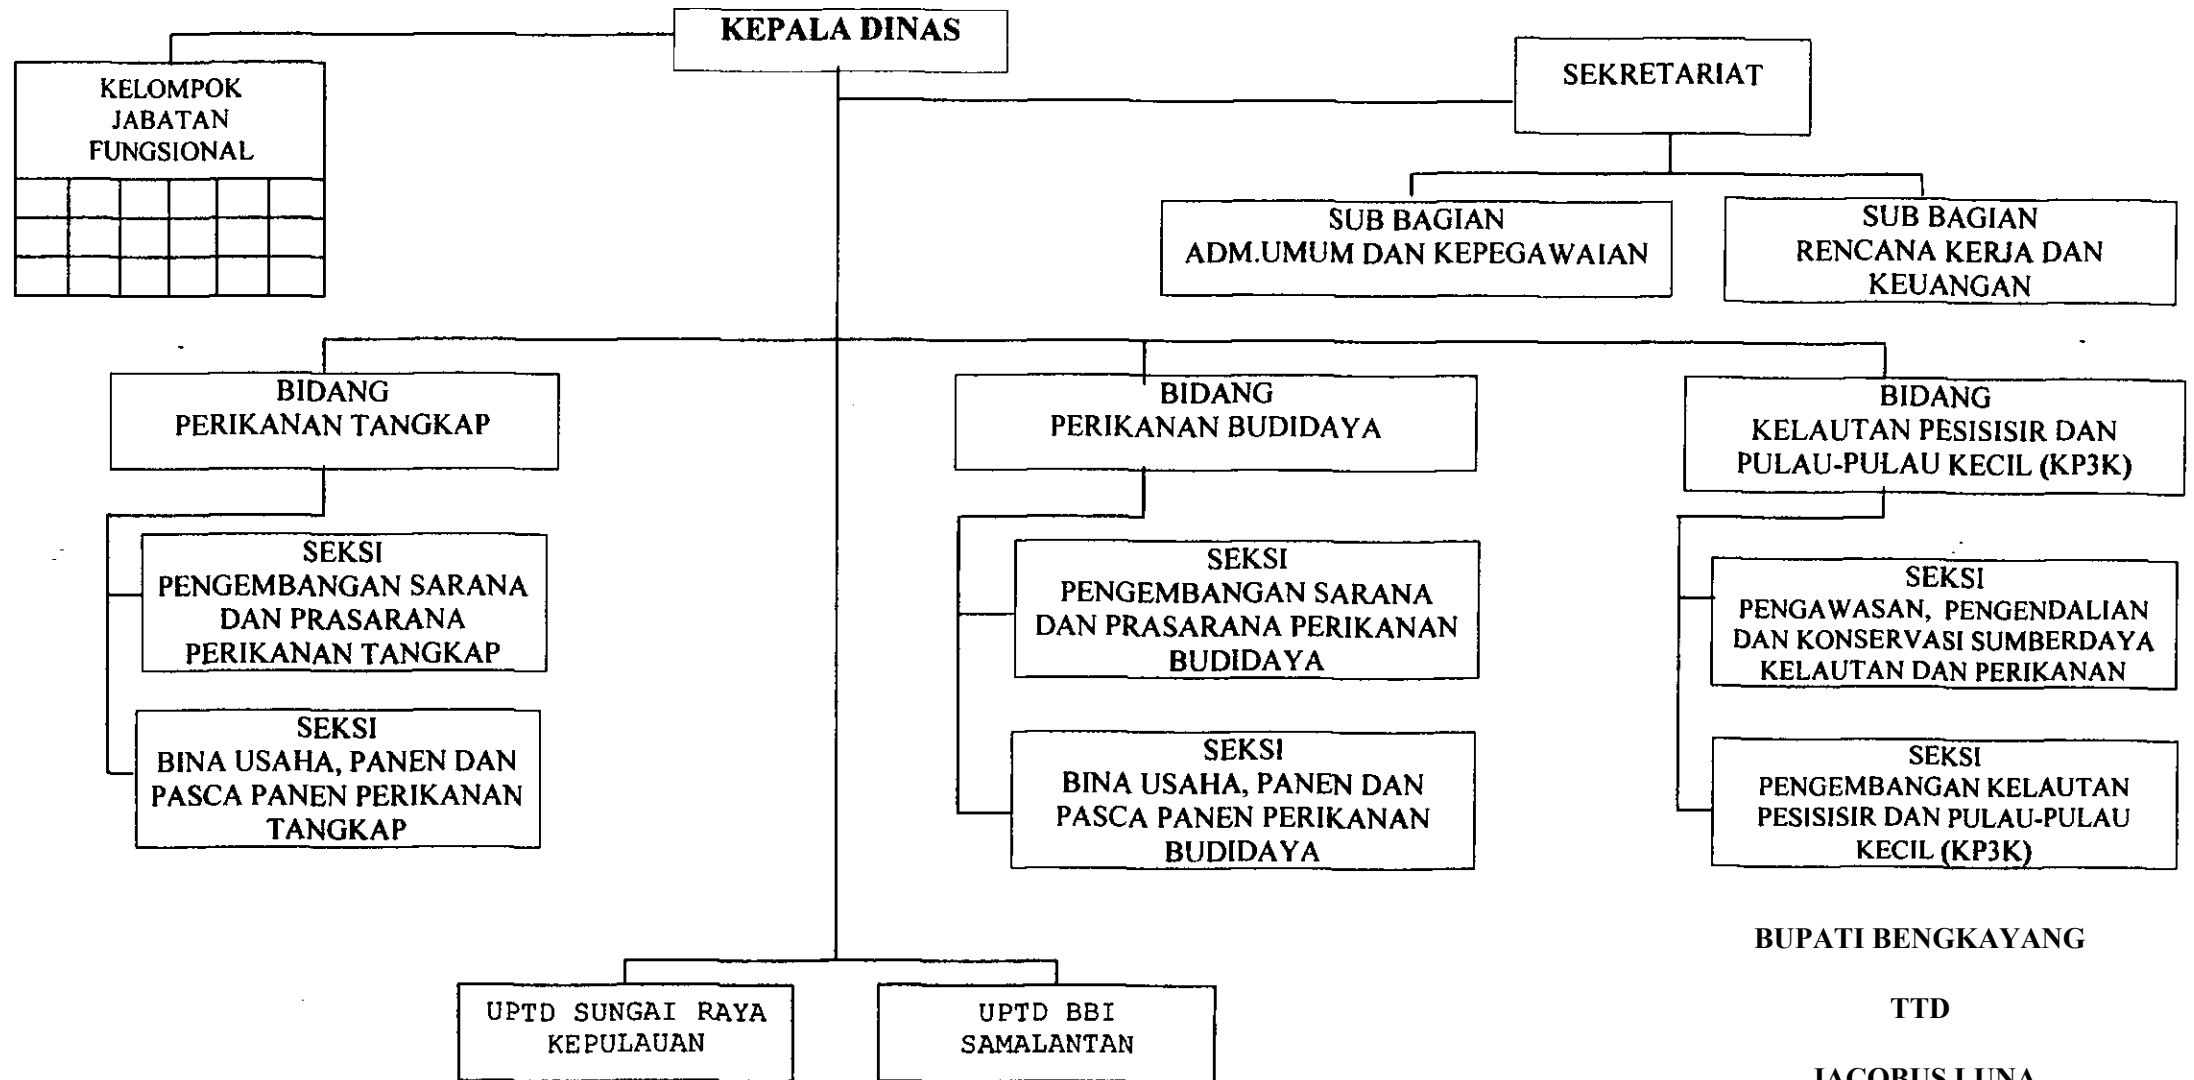 KEPALA DINAS
KELOMPOK
JABATAN
FUNGSIONAL
SEKRETARIAT
SUB BAGIAN
ADM.UMUM DAN KEPEGAWAIAN
SUB BAGIAN
RENCANA KERJA DAN
KEUANGAN
BIDANG
PERIKANAN TANGKAP
BIDANG
PERIKANAN BUDIDAYA
BIDANG
KELAUTAN PESISISIR DAN
PULAU-PULAU KECIL (KP3K)
SEKSI
PENGEMBANGAN SARANA
DAN PRASARANA
PERIKANAN TANGKAP
SEKSI
BINA USAHA, PANEN DAN
PASCA PANEN PERIKANAN
TANGKAP
SEKSI
PENGEMBANGAN SARANA
DAN PRASARANA PERIKANAN
BUDIDAYA
SEKSI
BINA USAHA, PANEN DAN
PASCA PANEN PERIKANAN
BUDIDAYA
SEKSI
PENGAWASAN, PENGENDALIAN
DAN KONSERVASI SUMBERDAYA
KELAUTAN DAN PERIKANAN
SEKSI
PENGEMBANGAN KELAUTAN
PESISISIR DAN PULAU-PULAU
KECIL (KP3K)
UPTD SUNGAI RAYA
KEPULAUAN
UPTD BBI
SAMALANTAN
BUPATI BENGKAYANG
TTD
JACOBUS LUNA